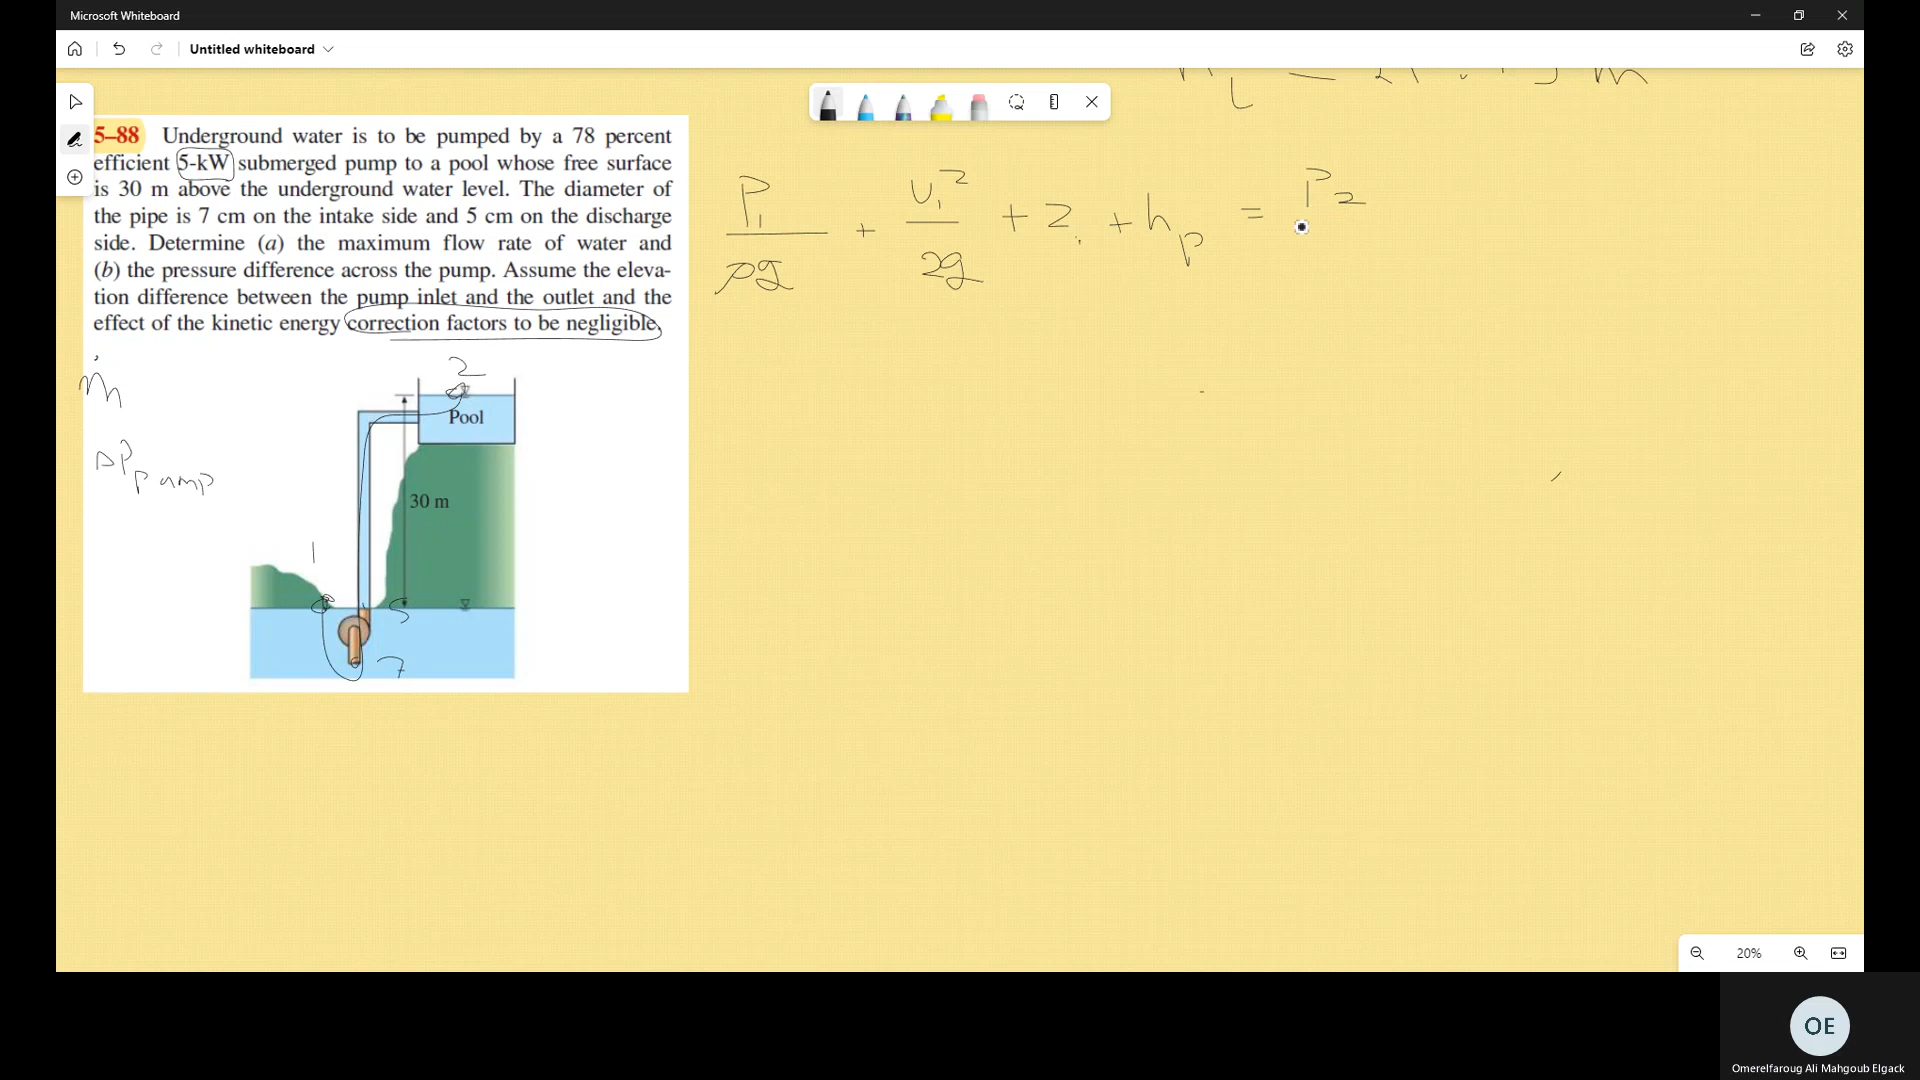 Microsoft Whiteboard
Untitled whiteboard
5–88 Underground water is to be pumped by a 78 percent
efficient 5-kW submerged pump to a pool whose free surface
is 30 m above the underground water level. The diameter of
the pipe is 7 cm on the intake side and 5 cm on the discharge
side. Determine (a) the maximum flow rate of water and
(b) the pressure difference across the pump. Assume the eleva-
tion difference between the pump inlet and the outlet and the
effect of the kinetic energy correction factors to be negligible.
P₁/ρg + v₁²/2g + z₁ + hp = P₂
ṁ
ΔP pump
2
Pool
30 m
1
5
7
20%
OE
Omerelfaroug Ali Mahgoub Elgack